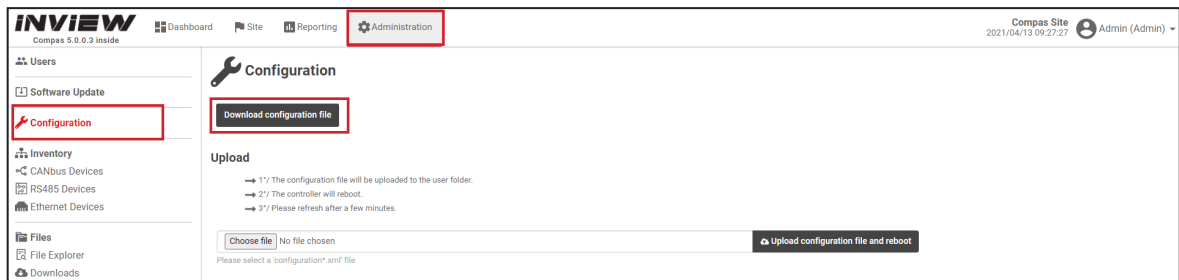 INVIEW
Compas 5.0.0.3 inside
Dashboard
Site
Reporting
Administration
Compas Site
2021/04/13 09:27:27
Admin (Admin)
Users
Software Update
Configuration
Inventory
CANbus Devices
RS485 Devices
Ethernet Devices
Files
File Explorer
Downloads
Configuration
Download configuration file
Upload
1°/ The configuration file will be uploaded to the user folder.
2°/ The controller will reboot.
3°/ Please refresh after a few minutes.
Choose file No file chosen
Upload configuration file and reboot
Please select a 'configuration*.xml' file